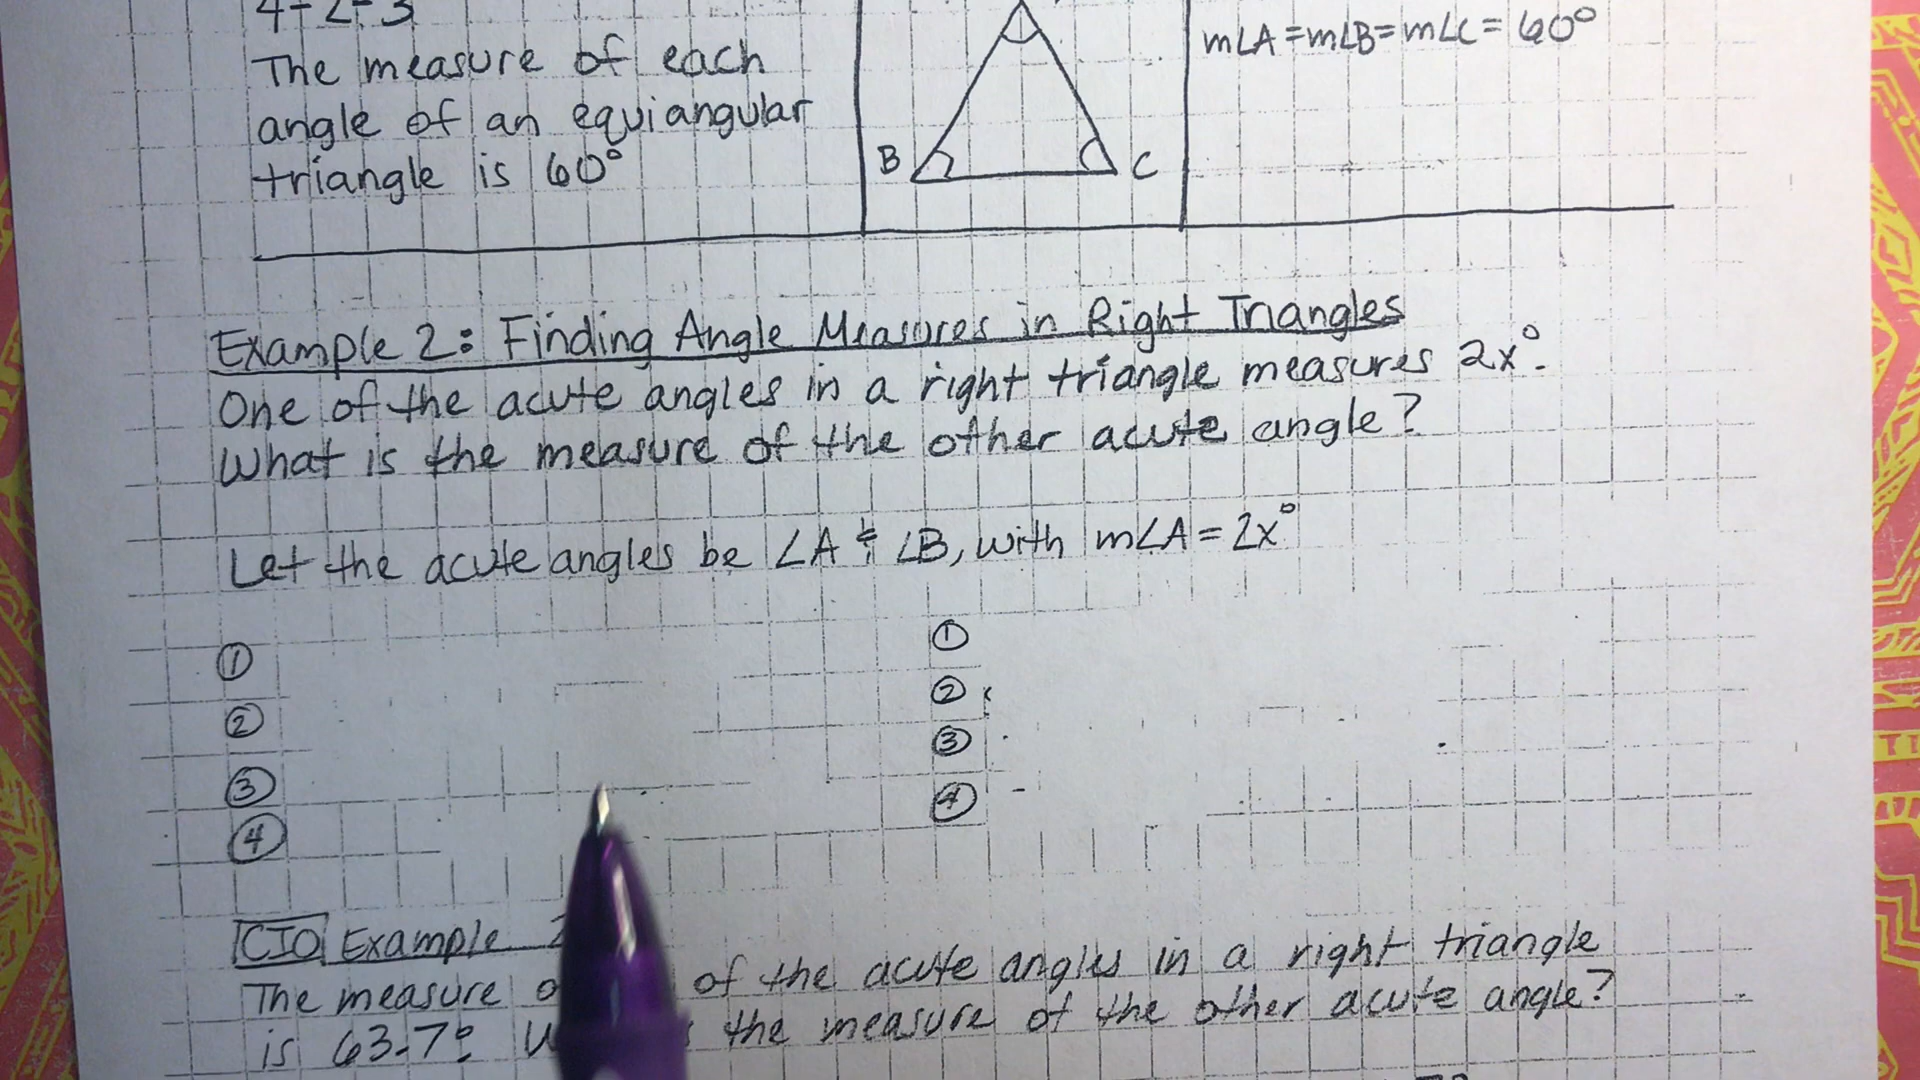 4-2-3
The measure of each
angle of an equiangular
triangle is 60°
B
C
m∠A = m∠B = m∠C = 60°
Example 2: Finding Angle Measures in Right Triangles
One of the acute angles in a right triangle measures 2x°.
What is the measure of the other acute angle?
Let the acute angles be ∠A & ∠B, with m∠A = 2x°
①
②
③
④
①
②
③
④
CIO Example
The measure of the acute angles in a right triangle
is 63.7°. the measure of the other acute angle?